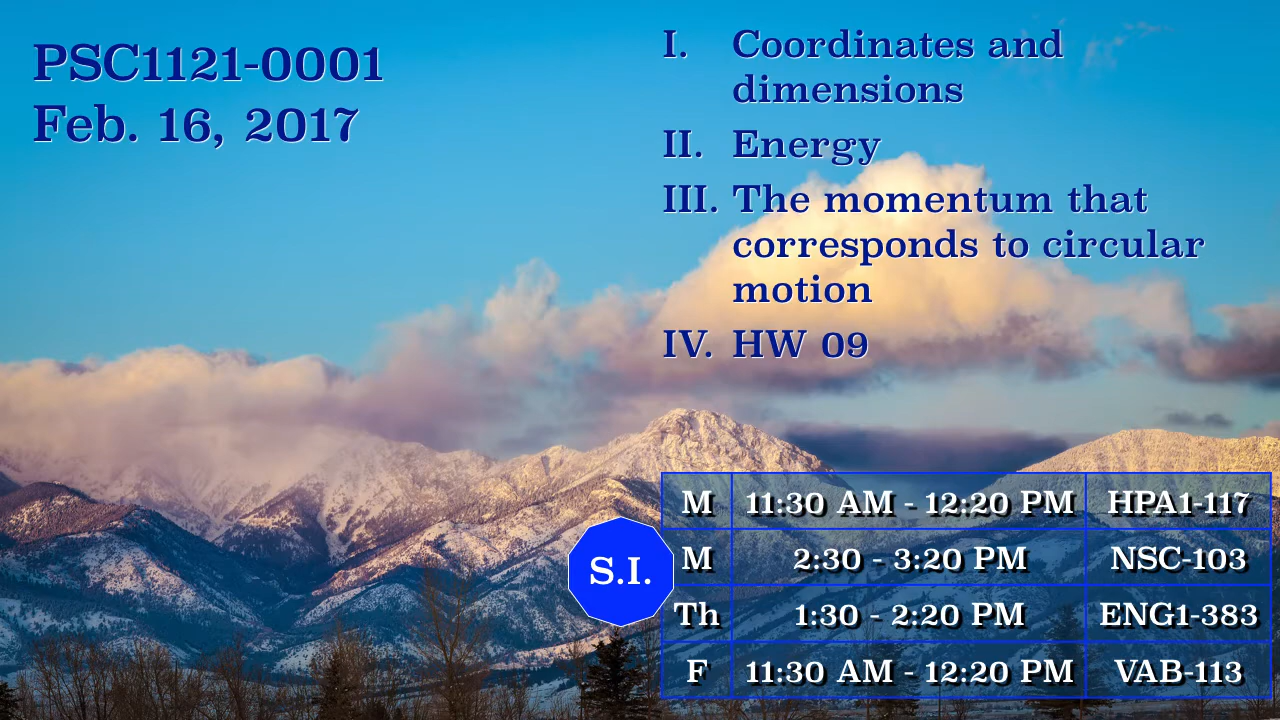 PSC1121-0001
Feb. 16, 2017
I. Coordinates and
dimensions
II. Energy
III. The momentum that
corresponds to circular
motion
IV. HW 09
S.I.
M 11:30 AM - 12:20 PM HPA1-117
M 2:30 - 3:20 PM NSC-103
Th 1:30 - 2:20 PM ENG1-383
F 11:30 AM - 12:20 PM VAB-113